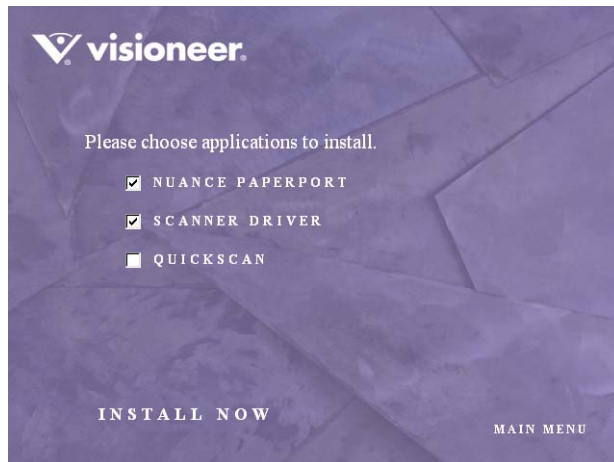 visioneer®
Please choose applications to install.
NUANCE PAPERPORT
SCANNER DRIVER
QUICKSCAN
INSTALL NOW
MAIN MENU